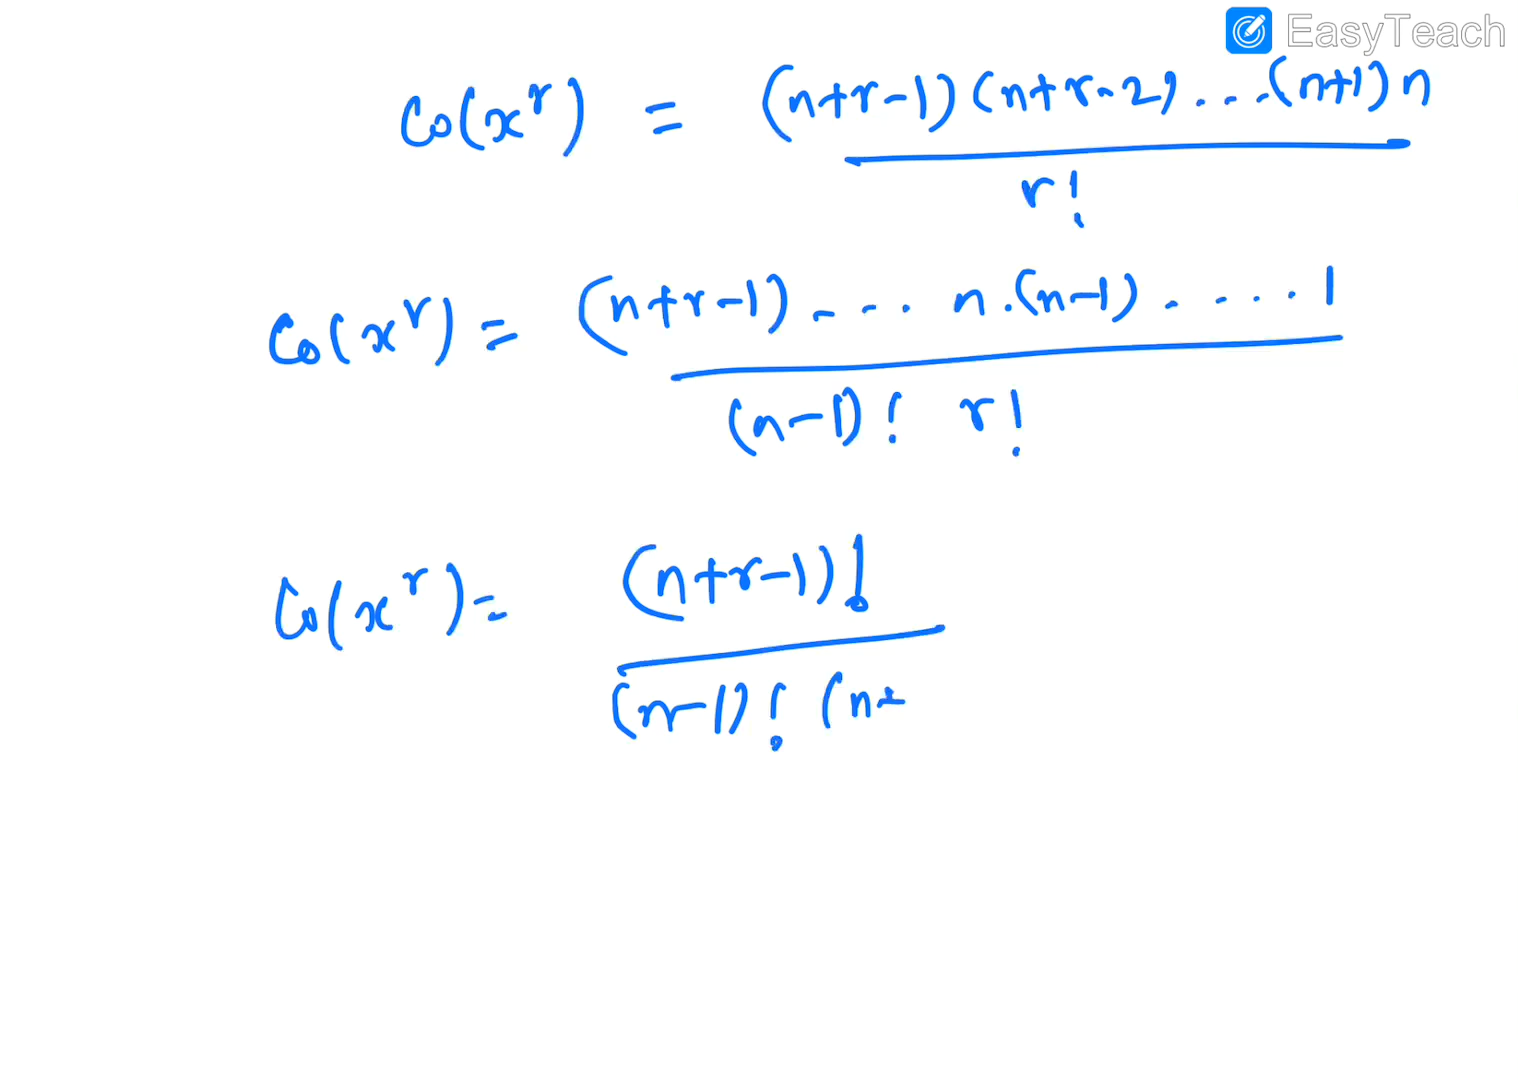 EasyTeach
Co(x^r) = (n+r-1)(n+r-2)...(n+1)n
r!
Co(x^r) = (n+r-1)....n.(n-1).....1
(n-1)! r!
Co(x^r) = (n+r-1)!
(n-1)! (n+